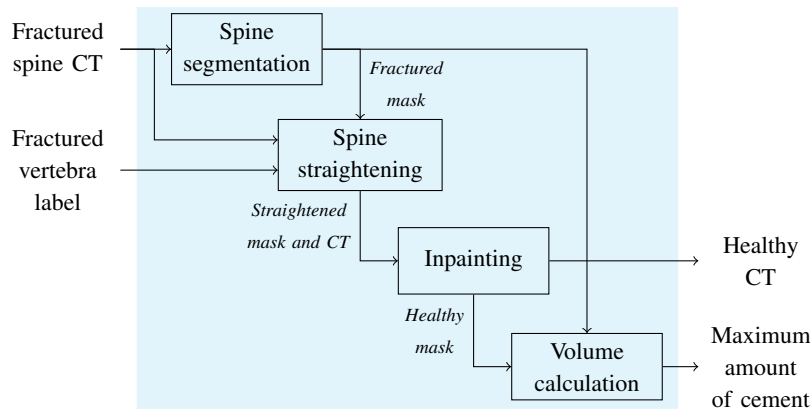 Fractured
spine CT
Spine
segmentation
Fractured
mask
Fractured
vertebra
label
Spine
straightening
Straightened
mask and CT
Inpainting
Healthy
CT
Healthy
mask
Volume
calculation
Maximum
amount
of cement